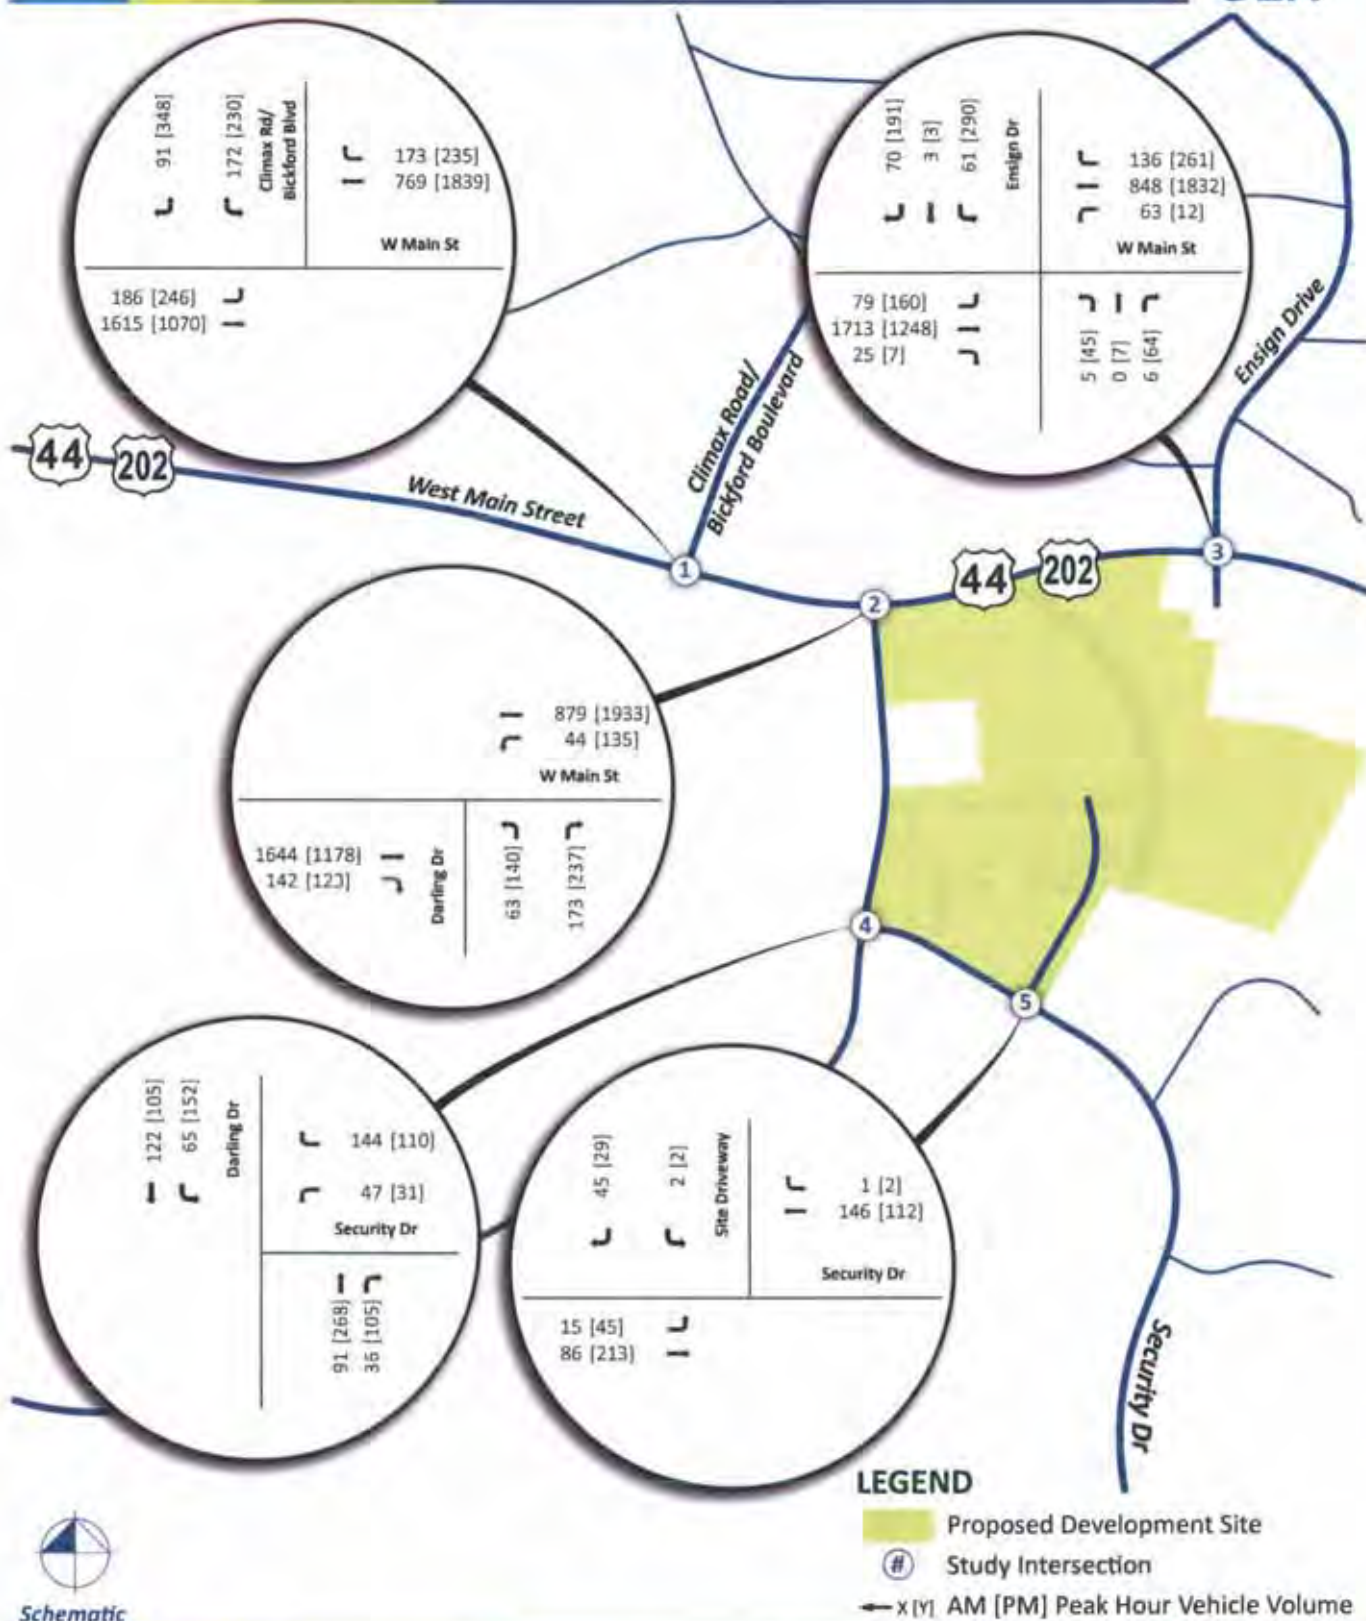 91 [348]
172 [230]
Climax Rd/
Bickford Blvd
173 [235]
769 [1839]
W Main St
186 [246]
1615 [1070]
70 [191]
3 [3]
61 [290]
Ensign Dr
136 [261]
848 [1832]
63 [12]
W Main St
79 [160]
1713 [1248]
25 [7]
5 [45]
0 [7]
6 [64]
Ensign Drive
Climax Road/
Bickford Boulevard
44
202
West Main Street
1
2
44
202
3
879 [1933]
44 [135]
W Main St
1644 [1178]
142 [123]
Darling Dr
63 [140]
173 [237]
4
5
122 [105]
65 [152]
Darling Dr
144 [110]
47 [31]
Security Dr
91 [268]
36 [105]
45 [29]
2 [2]
Site Driveway
1 [2]
146 [112]
Security Dr
15 [45]
86 [213]
Security Dr
LEGEND
Proposed Development Site
# Study Intersection
X [Y] AM [PM] Peak Hour Vehicle Volume
Schematic